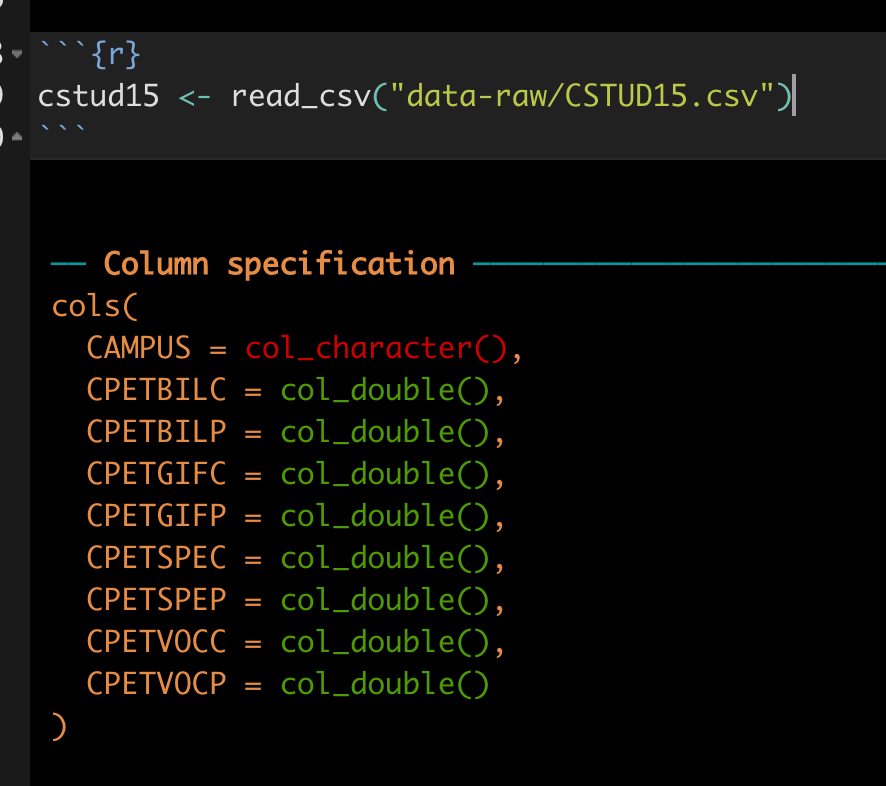 ```{r}
cstud15 <- read_csv("data-raw/CSTUD15.csv")
```
── Column specification ────────────────────────
cols(
  CAMPUS = col_character(),
  CPETBILC = col_double(),
  CPETBILP = col_double(),
  CPETGIFC = col_double(),
  CPETGIFP = col_double(),
  CPETSPEC = col_double(),
  CPETSPEP = col_double(),
  CPETVOCC = col_double(),
  CPETVOCP = col_double()
)